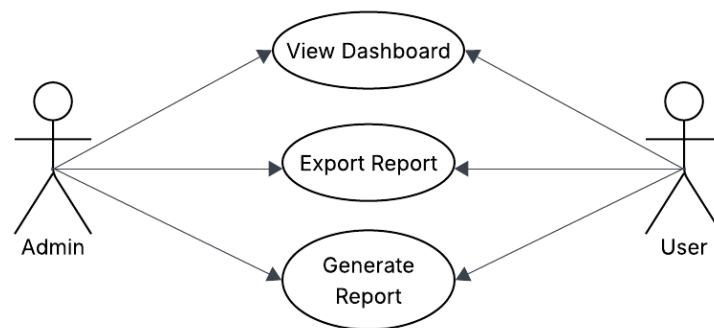 View Dashboard
Export Report
Admin
User
Generate
Report